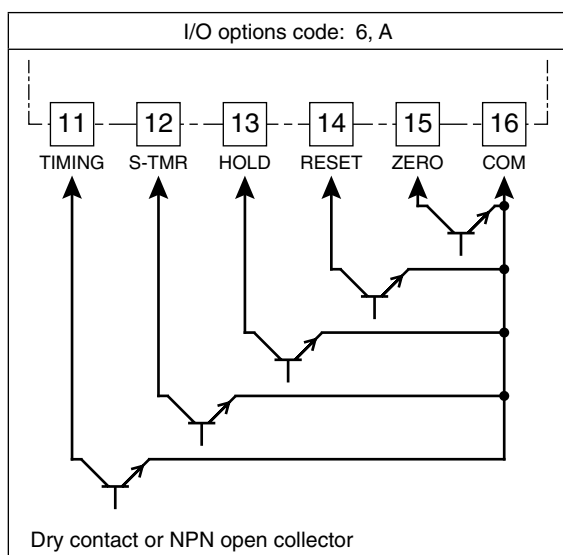 I/O options code: 6, A
11 12 13 14 15 16
TIMING S-TMR HOLD RESET ZERO COM
Dry contact or NPN open collector